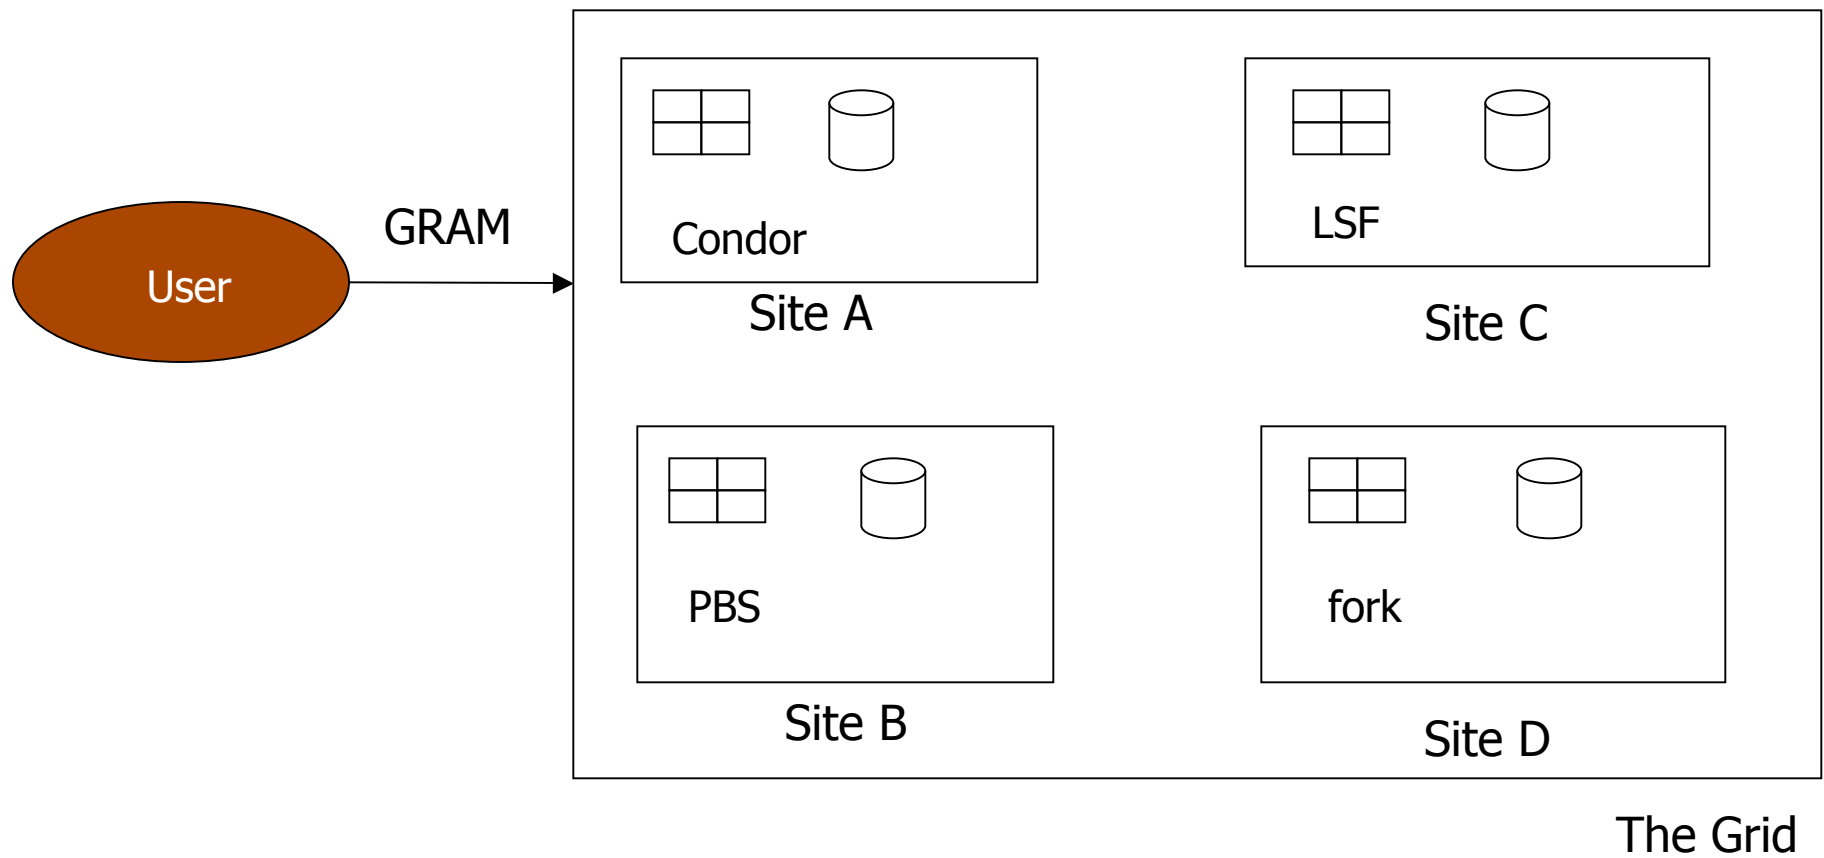 GRAM
User
Condor
Site A
LSF
Site C
PBS
Site B
fork
Site D
The Grid